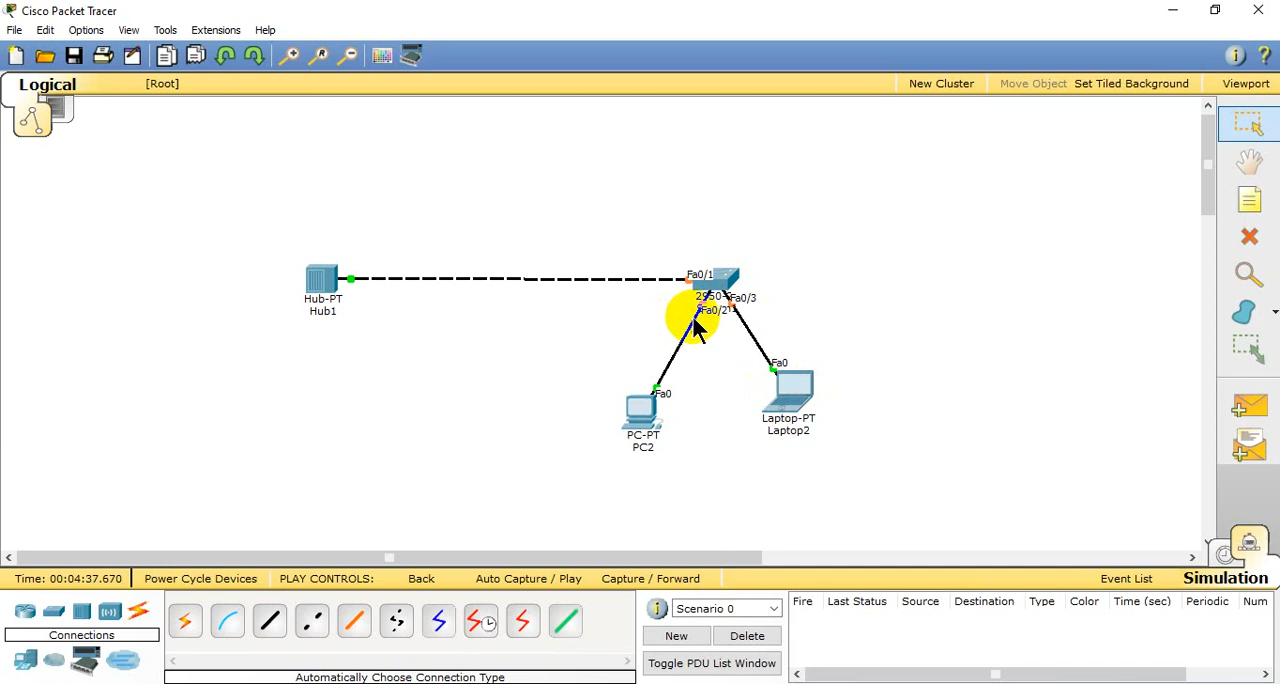 Cisco Packet Tracer
File Edit Options View Tools Extensions Help
Logical [Root] New Cluster Move Object Set Tiled Background Viewport
Fa0/1
Fa0/3
Fa0/2
Hub-PT
Hub1
Fa0
Fa0
Laptop-PT
Laptop2
PC-PT
PC2
Time: 00:04:37.670 Power Cycle Devices PLAY CONTROLS: Back Auto Capture / Play Capture / Forward Event List Simulation
Scenario 0
Fire Last Status Source Destination Type Color Time (sec) Periodic Num
Connections
New Delete
Toggle PDU List Window
Automatically Choose Connection Type